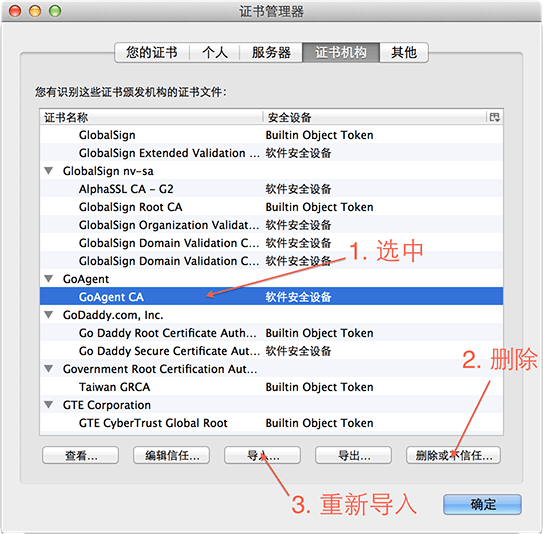 证书管理器
您的证书 个人 服务器 证书机构 其他
您有识别这些证书颁发机构的证书文件：
证书名称 安全设备
GlobalSign Builtin Object Token
GlobalSign Extended Validation ... 软件安全设备
GlobalSign nv-sa
AlphaSSL CA - G2 软件安全设备
GlobalSign Root CA Builtin Object Token
GlobalSign Organization Validat... 软件安全设备
GlobalSign Domain Validation C... 软件安全设备
GlobalSign Domain Validation C... 软件安全设备
1. 选中
GoAgent
GoAgent CA 软件安全设备
GoDaddy.com, Inc.
Go Daddy Root Certificate Auth... Builtin Object Token
Go Daddy Secure Certificate Aut... 软件安全设备
2. 删除
Government Root Certification Aut...
Taiwan GRCA Builtin Object Token
GTE Corporation
GTE CyberTrust Global Root Builtin Object Token
查看... 编辑信任... 导入... 导出... 删除或不信任...
3. 重新导入
确定